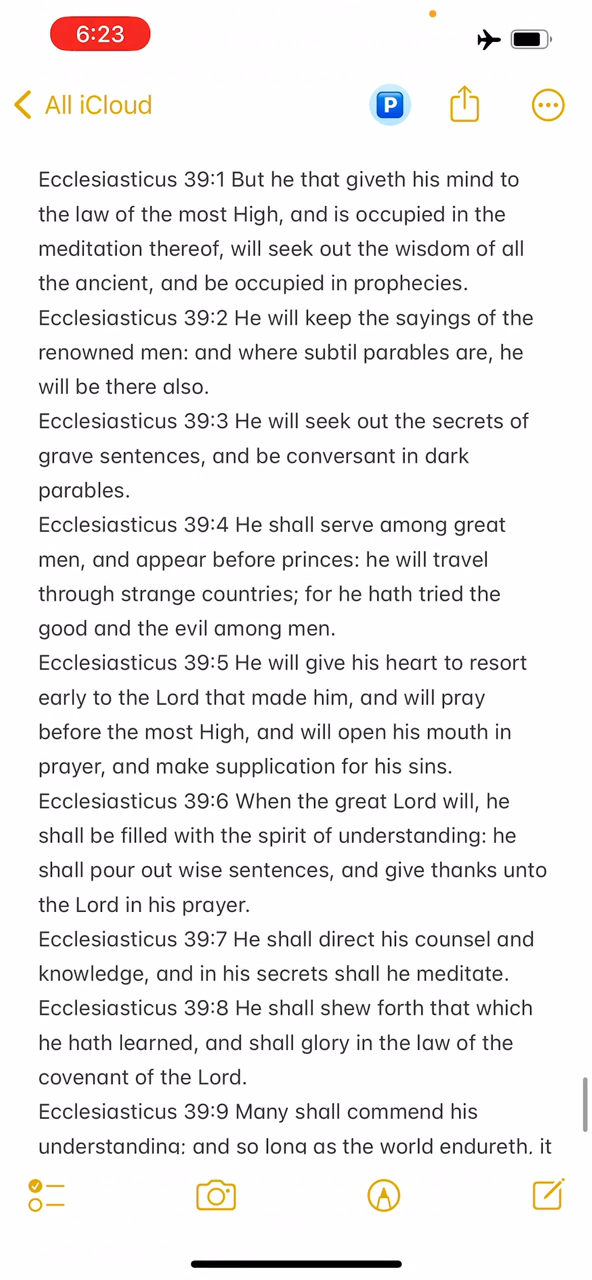 6:23
All iCloud
P
Ecclesiasticus 39:1 But he that giveth his mind to
the law of the most High, and is occupied in the
meditation thereof, will seek out the wisdom of all
the ancient, and be occupied in prophecies.
Ecclesiasticus 39:2 He will keep the sayings of the
renowned men: and where subtil parables are, he
will be there also.
Ecclesiasticus 39:3 He will seek out the secrets of
grave sentences, and be conversant in dark
parables.
Ecclesiasticus 39:4 He shall serve among great
men, and appear before princes: he will travel
through strange countries; for he hath tried the
good and the evil among men.
Ecclesiasticus 39:5 He will give his heart to resort
early to the Lord that made him, and will pray
before the most High, and will open his mouth in
prayer, and make supplication for his sins.
Ecclesiasticus 39:6 When the great Lord will, he
shall be filled with the spirit of understanding: he
shall pour out wise sentences, and give thanks unto
the Lord in his prayer.
Ecclesiasticus 39:7 He shall direct his counsel and
knowledge, and in his secrets shall he meditate.
Ecclesiasticus 39:8 He shall shew forth that which
he hath learned, and shall glory in the law of the
covenant of the Lord.
Ecclesiasticus 39:9 Many shall commend his
understanding; and so long as the world endureth, it